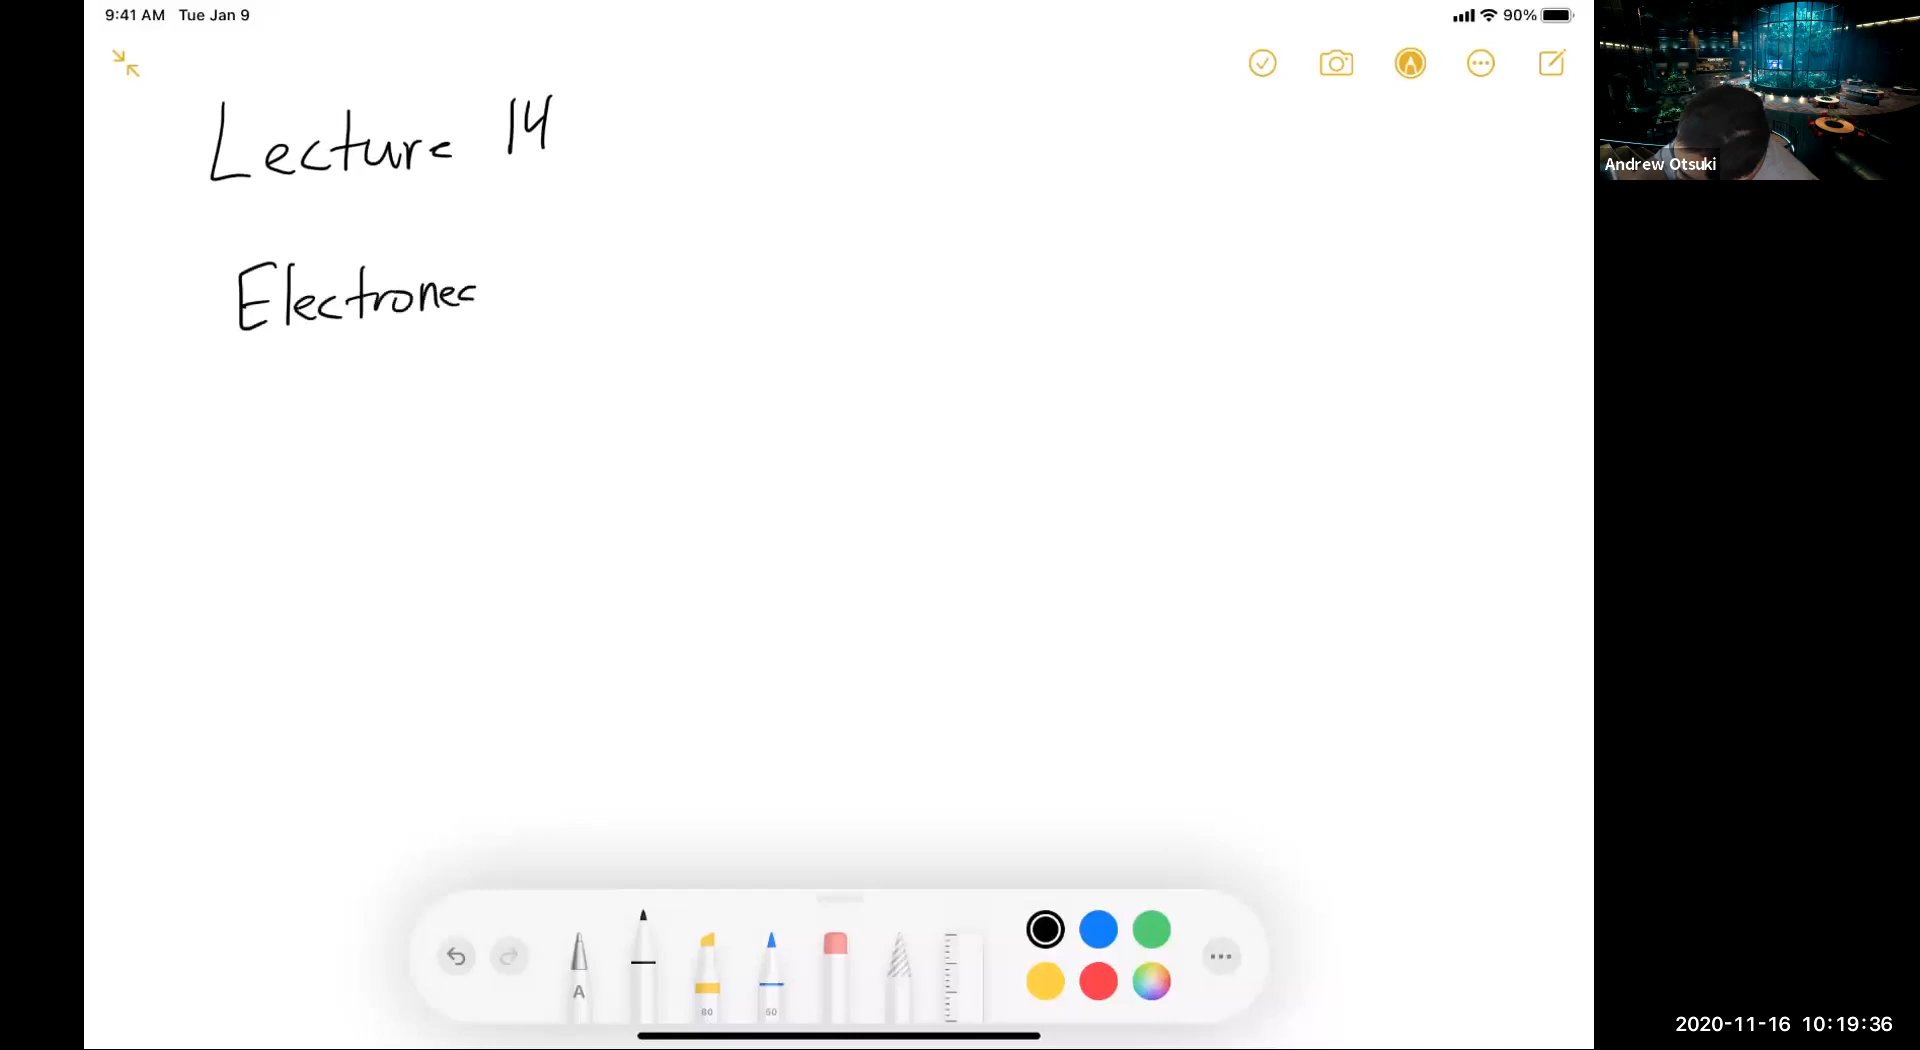 9:41 AM Tue Jan 9
90%
Lecture 14
Electronec
A
80
60
Andrew Otsuki
2020-11-16 10:19:36